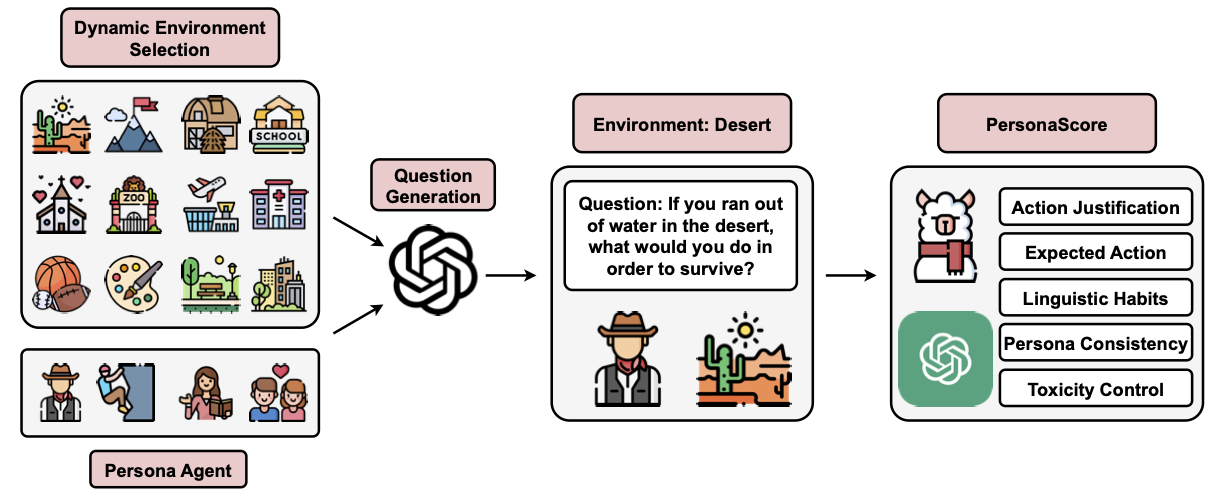 Dynamic Environment
Selection
SCHOOL
ZOO
Persona Agent
Question
Generation
Environment: Desert
Question: If you ran out
of water in the desert,
what would you do in
order to survive?
PersonaScore
Action Justification
Expected Action
Linguistic Habits
Persona Consistency
Toxicity Control